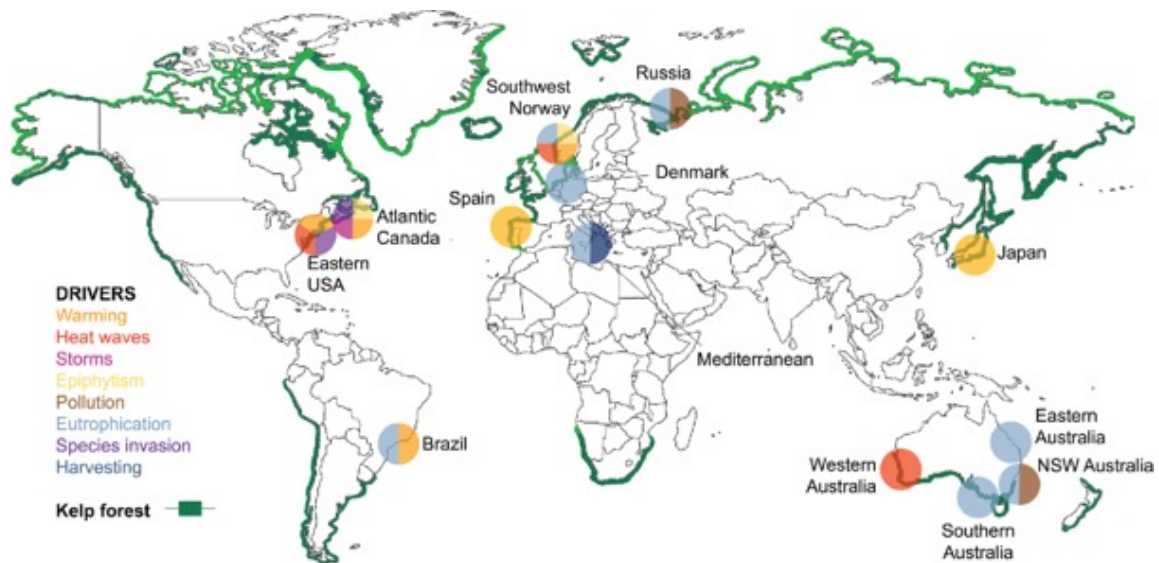 Russia
Southwest
Norway
Denmark
Spain
Atlantic
Canada
Eastern
USA
Japan
DRIVERS
Warming
Heat waves
Storms
Epiphytism
Pollution
Eutrophication
Species invasion
Harvesting
Kelp forest
Mediterranean
Brazil
Eastern
Australia
Western
Australia
NSW Australia
Southern
Australia